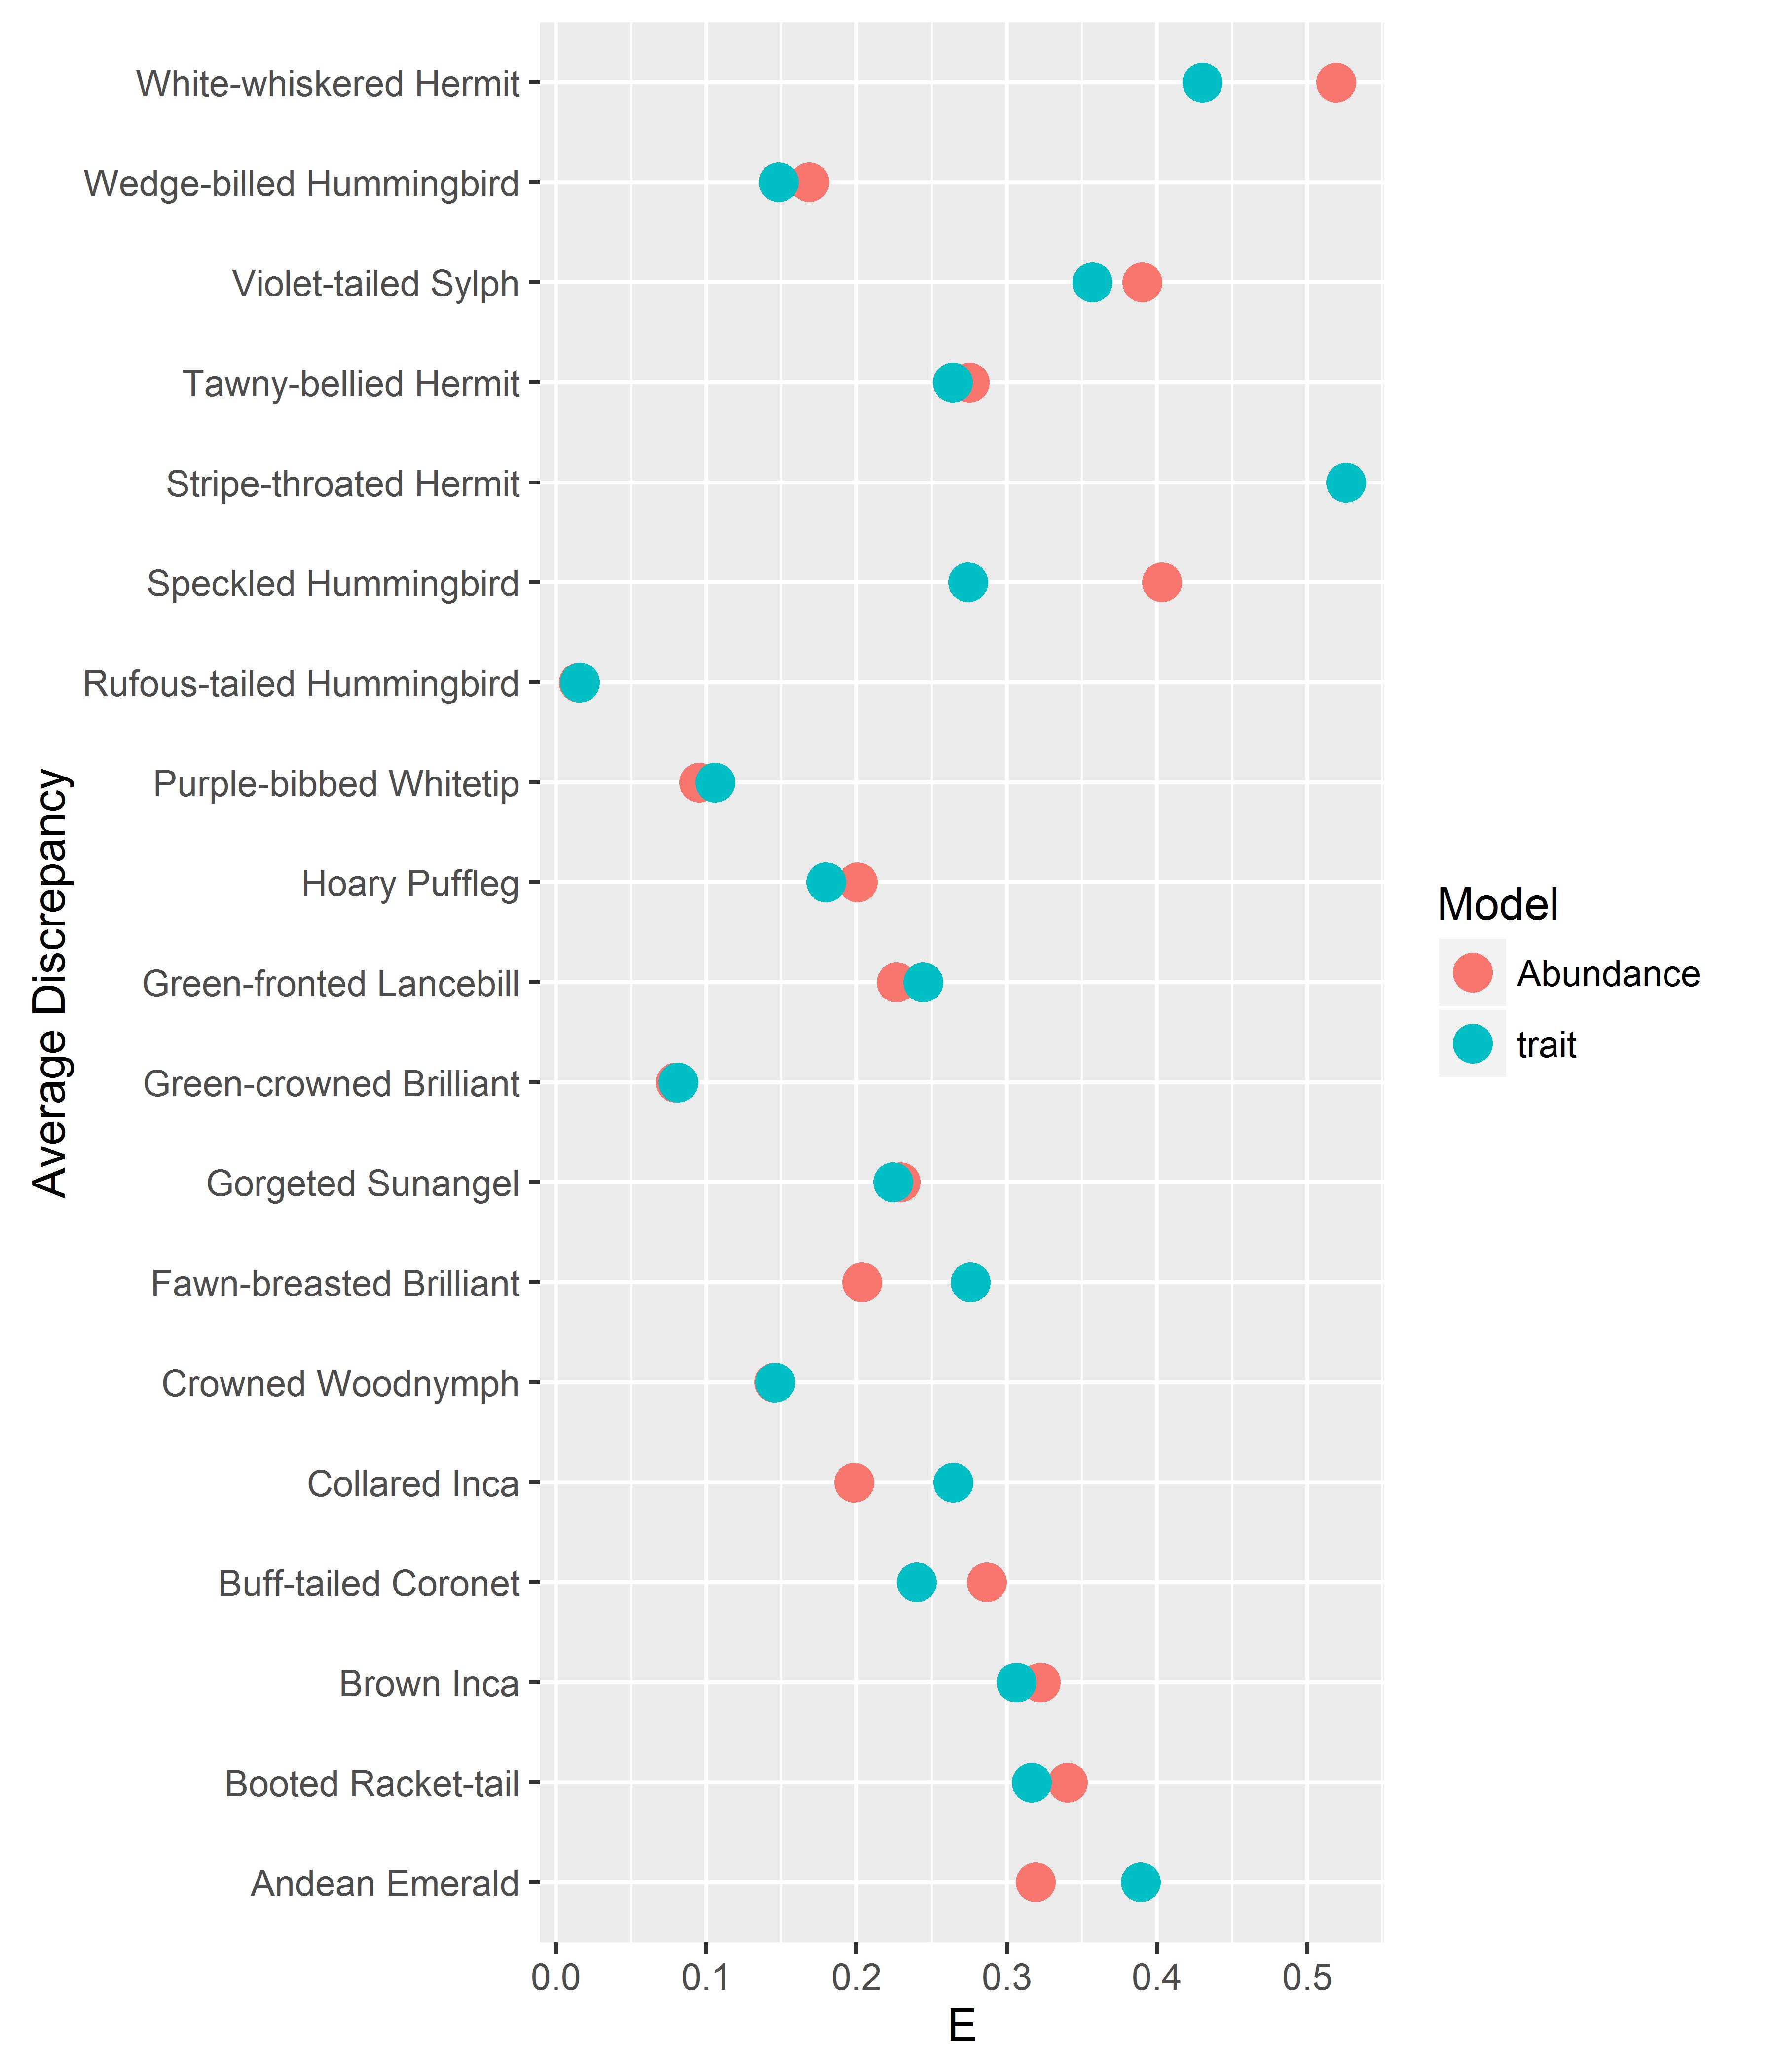 White-whiskered Hermit
Wedge-billed Hummingbird
Violet-tailed Sylph
Tawny-bellied Hermit
Stripe-throated Hermit
Speckled Hummingbird
Rufous-tailed Hummingbird
Purple-bibbed Whitetip
Hoary Puffleg
Green-fronted Lancebill
Green-crowned Brilliant
Gorgeted Sunangel
Fawn-breasted Brilliant
Crowned Woodnymph
Collared Inca
Buff-tailed Coronet
Brown Inca
Booted Racket-tail
Andean Emerald
Average Discrepancy
0.0 0.1 0.2 0.3 0.4 0.5
E
Model
Abundance
trait